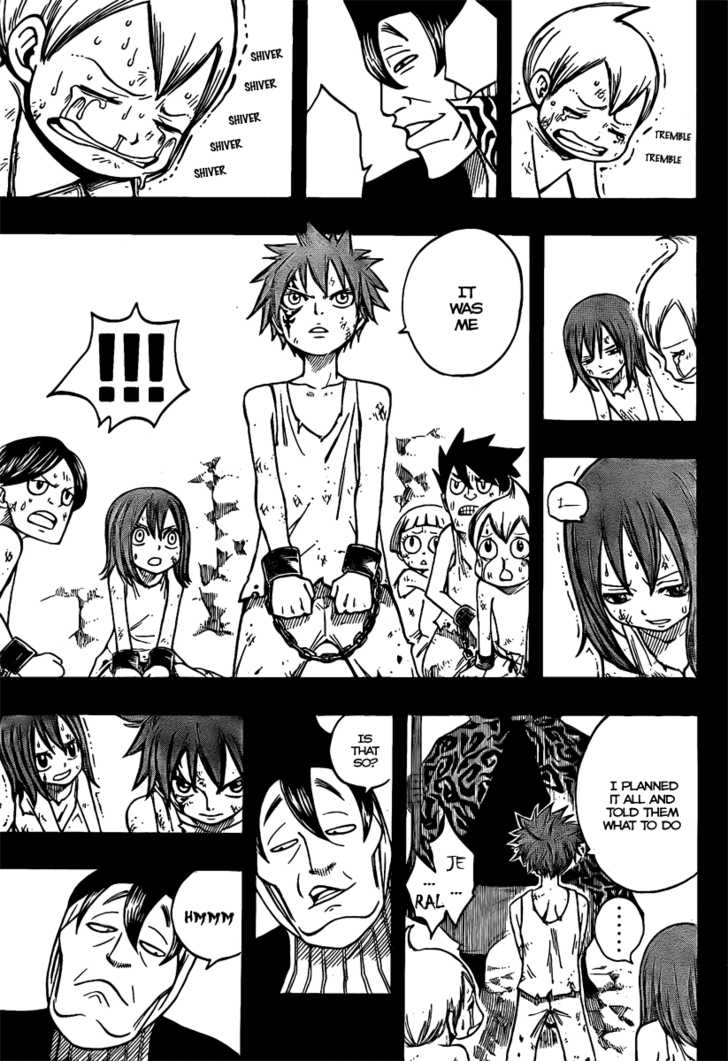 TREMBLE
TREMBLE
SHIVER
SHIVER
SHIVER
SHIVER
SHIVER
I—
IT
WAS
ME
!!!
I PLANNED
IT ALL AND
TOLD THEM
WHAT TO DO
....
JE
...
RAL ...
IS
THAT
SO?
HMMM